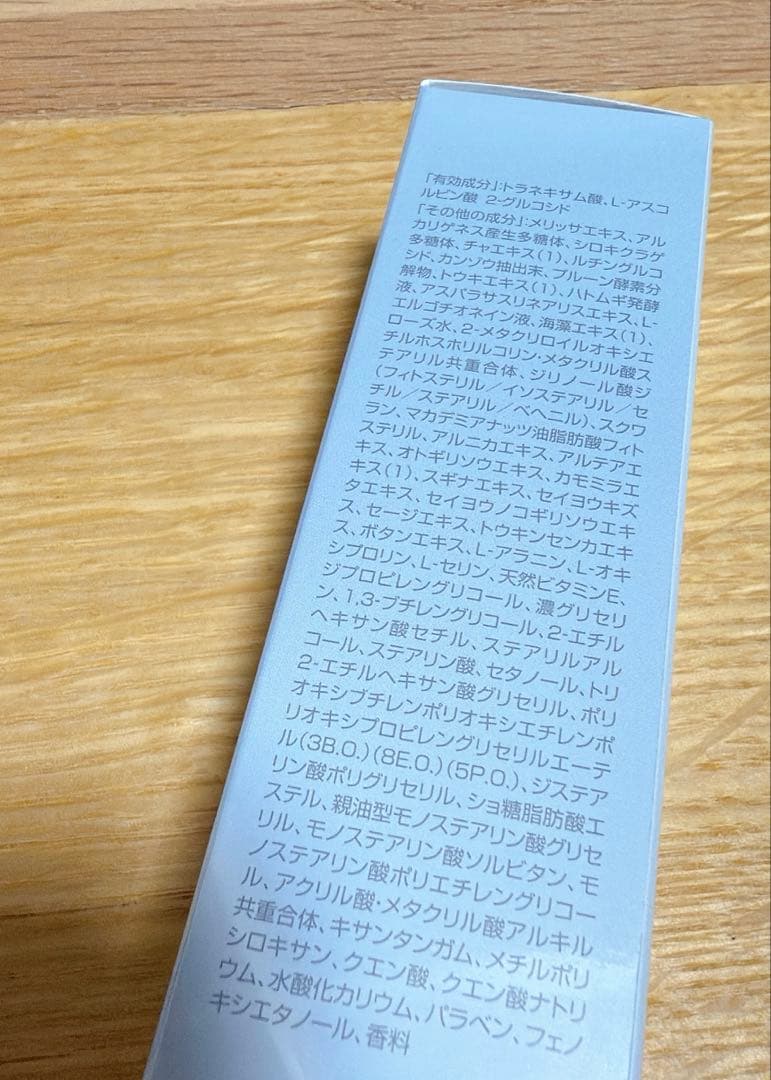 「有効成分」:トラネキサム酸、L-アスコ
ルビン酸 2-グルコシド
「その他の成分」:メリッサエキス、アル
カリゲネス産生多糖体、シロキクラゲ
多糖体、チャエキス(1)、ルチングルコ
シド、カンゾウ抽出末、プルーン酵素分
解物、トウキエキス(1)、ハトムギ発酵
液、アスパラサスリネアリスエキス、L-
エルゴチオネイン液、海藻エキス(1)、
ローズ水、2-メタクリロイルオキシエ
チルホスホリルコリン・メタクリル酸ス
テアリル共重合体、ジリノール酸ジ
(フィトステリル/イソステアリル/セ
チル/ステアリル/ベヘニル)、スクワ
ラン、マカデミアナッツ油脂肪酸フィト
ステリル、アルニカエキス、アルテアエ
キス、オトギリソウエキス、カモミラエ
キス(1)、スギナエキス、セイヨウキズ
タエキス、セイヨウノコギリソウエキ
ス、セージエキス、トウキンセンカエキ
ス、ボタンエキス、L-アラニン、L-オキ
シプロリン、L-セリン、天然ビタミンE、
ジプロピレングリコール、濃グリセリ
ン、1,3-ブチレングリコール、2-エチル
ヘキサン酸セチル、ステアリルアル
コール、ステアリン酸、セタノール、トリ
2-エチルヘキサン酸グリセリル、ポリ
オキシブチレンポリオキシエチレンポ
リオキシプロピレングリセリルエーテ
ル(3B.O.)(8E.O.)(5P.O.)、ジステア
リン酸ポリグリセリル、ショ糖脂肪酸エ
ステル、親油型モノステアリン酸グリセ
リル、モノステアリン酸ソルビタン、モ
ノステアリン酸ポリエチレングリコー
ル、アクリル酸・メタクリル酸アルキル
共重合体、キサンタンガム、メチルポリ
シロキサン、クエン酸、クエン酸ナトリ
ウム、水酸化カリウム、パラベン、フェノ
キシエタノール、香料